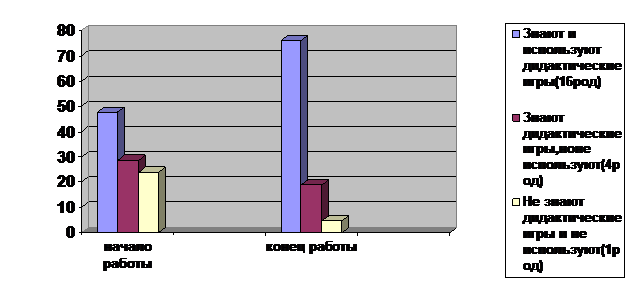 80
70
60
50
40
30
20
10
0
начало
работы
конец работы
Знают и
используют
дидактические
игры(16род)
Знают
дидактические
игры,ноне
используют(4р
од)
Не знают
дидактические
игры и не
используют(1р
од)